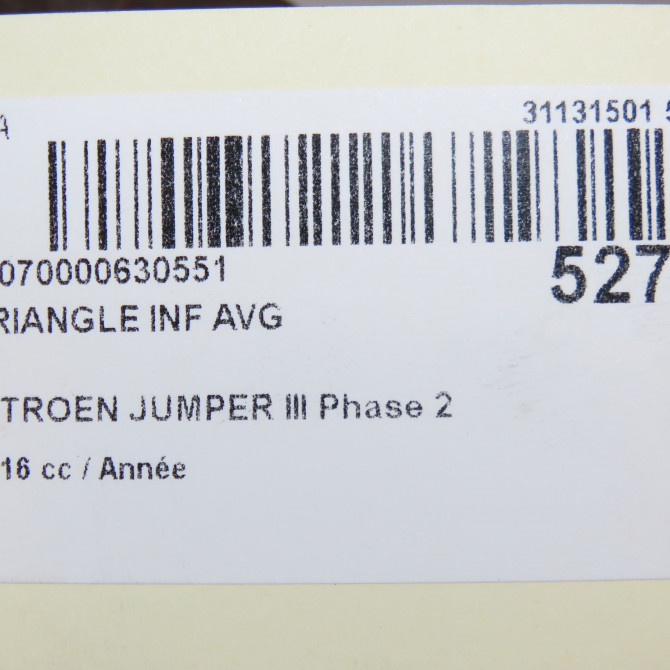 A
31131501 5
070000630551
527
RIANGLE INF AVG
TROEN JUMPER III Phase 2
16 cc / Année